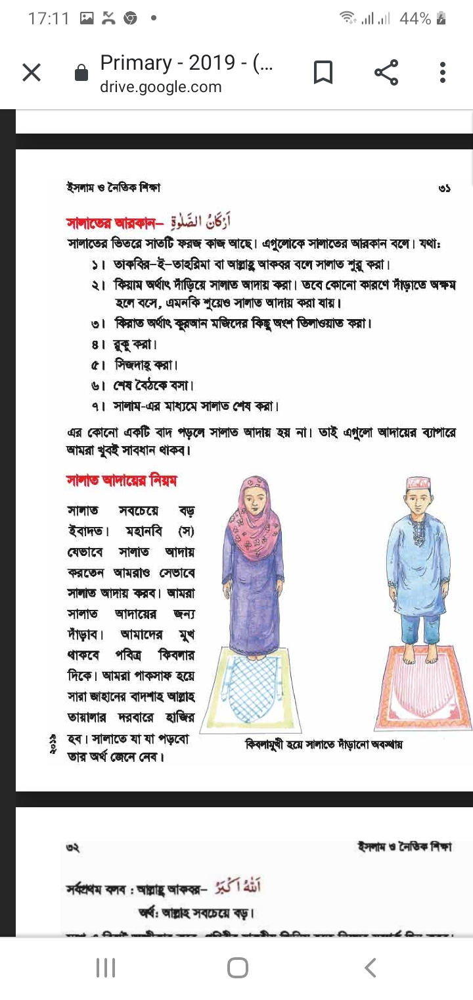 17:11
44%
Primary - 2019 - (...
drive.google.com
ইসলাম ও নৈতিক শিক্ষা ৩১
সালাতের আরকান– أَرْكَانُ الصَّلٰوةِ
সালাতের ভিতরে সাতটি ফরজ কাজ আছে। এগুলোকে সালাতের আরকান বলে। যথা:
১। তাকবির-ই-তাহরিমা বা আল্লাহু আকবর বলে সালাত শুরু করা।
২। কিয়াম অর্থাৎ দাঁড়িয়ে সালাত আদায় করা। তবে কোনো কারণে দাঁড়াতে অক্ষম
হলে বসে, এমনকি শুয়েও সালাত আদায় করা যায়।
৩। কিরাত অর্থাৎ কুরআন মজিদের কিছু অংশ তিলাওয়াত করা।
৪। রুকু করা।
৫। সিজদাহ্ করা।
৬। শেষ বৈঠকে বসা।
৭। সালাম-এর মাধ্যমে সালাত শেষ করা।
এর কোনো একটি বাদ পড়লে সালাত আদায় হয় না। তাই এগুলো আদায়ের ব্যাপারে
আমরা খুবই সাবধান থাকব।
সালাত আদায়ের নিয়ম
সালাত সবচেয়ে বড়
ইবাদত। মহানবি (স)
যেভাবে সালাত আদায়
করতেন আমরাও সেভাবে
সালাত আদায় করব। আমরা
সালাত আদায়ের জন্য
দাঁড়াব। আমাদের মুখ
থাকবে পবিত্র কিবলার
দিকে। আমরা পাকসাফ হয়ে
সারা জাহানের বাদশাহ আল্লাহ
তায়ালার দরবারে হাজির
হব। সালাতে যা যা পড়বো
তার অর্থ জেনে নেব।
২০১৯
কিবলামুখী হয়ে সালাতে দাঁড়ানো অবস্থায়
৩২ ইসলাম ও নৈতিক শিক্ষা
সর্বপ্রথম বলব : আল্লাহু আকবর– اَللّٰهُ اَكْبَرُ
অর্থ: আল্লাহ সবচেয়ে বড়।